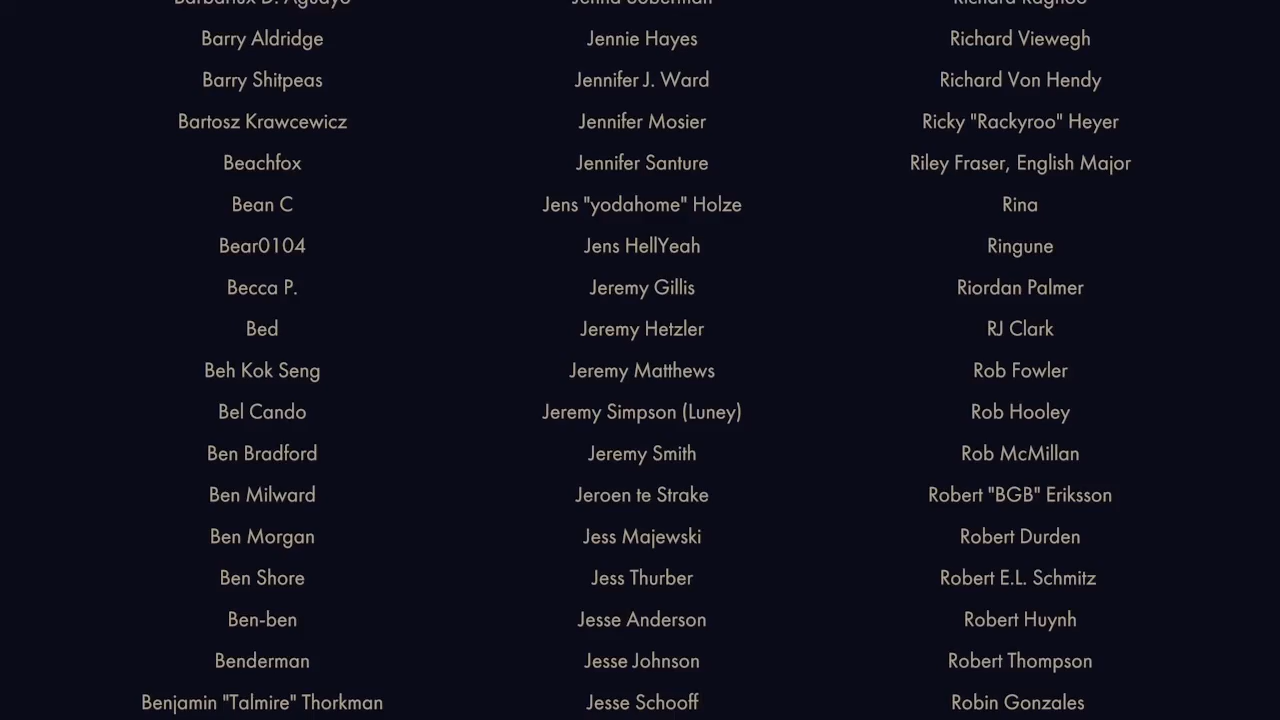 Barry Aldridge
Barry Shitpeas
Bartosz Krawcewicz
Beachfox
Bean C
Bear0104
Becca P.
Bed
Beh Kok Seng
Bel Cando
Ben Bradford
Ben Milward
Ben Morgan
Ben Shore
Ben-ben
Benderman
Benjamin "Talmire" Thorkman
Jennie Hayes
Jennifer J. Ward
Jennifer Mosier
Jennifer Santure
Jens "yodahome" Holze
Jens HellYeah
Jeremy Gillis
Jeremy Hetzler
Jeremy Matthews
Jeremy Simpson (Luney)
Jeremy Smith
Jeroen te Strake
Jess Majewski
Jess Thurber
Jesse Anderson
Jesse Johnson
Jesse Schooff
Richard Viewegh
Richard Von Hendy
Ricky "Rackyroo" Heyer
Riley Fraser, English Major
Rina
Ringune
Riordan Palmer
RJ Clark
Rob Fowler
Rob Hooley
Rob McMillan
Robert "BGB" Eriksson
Robert Durden
Robert E.L. Schmitz
Robert Huynh
Robert Thompson
Robin Gonzales